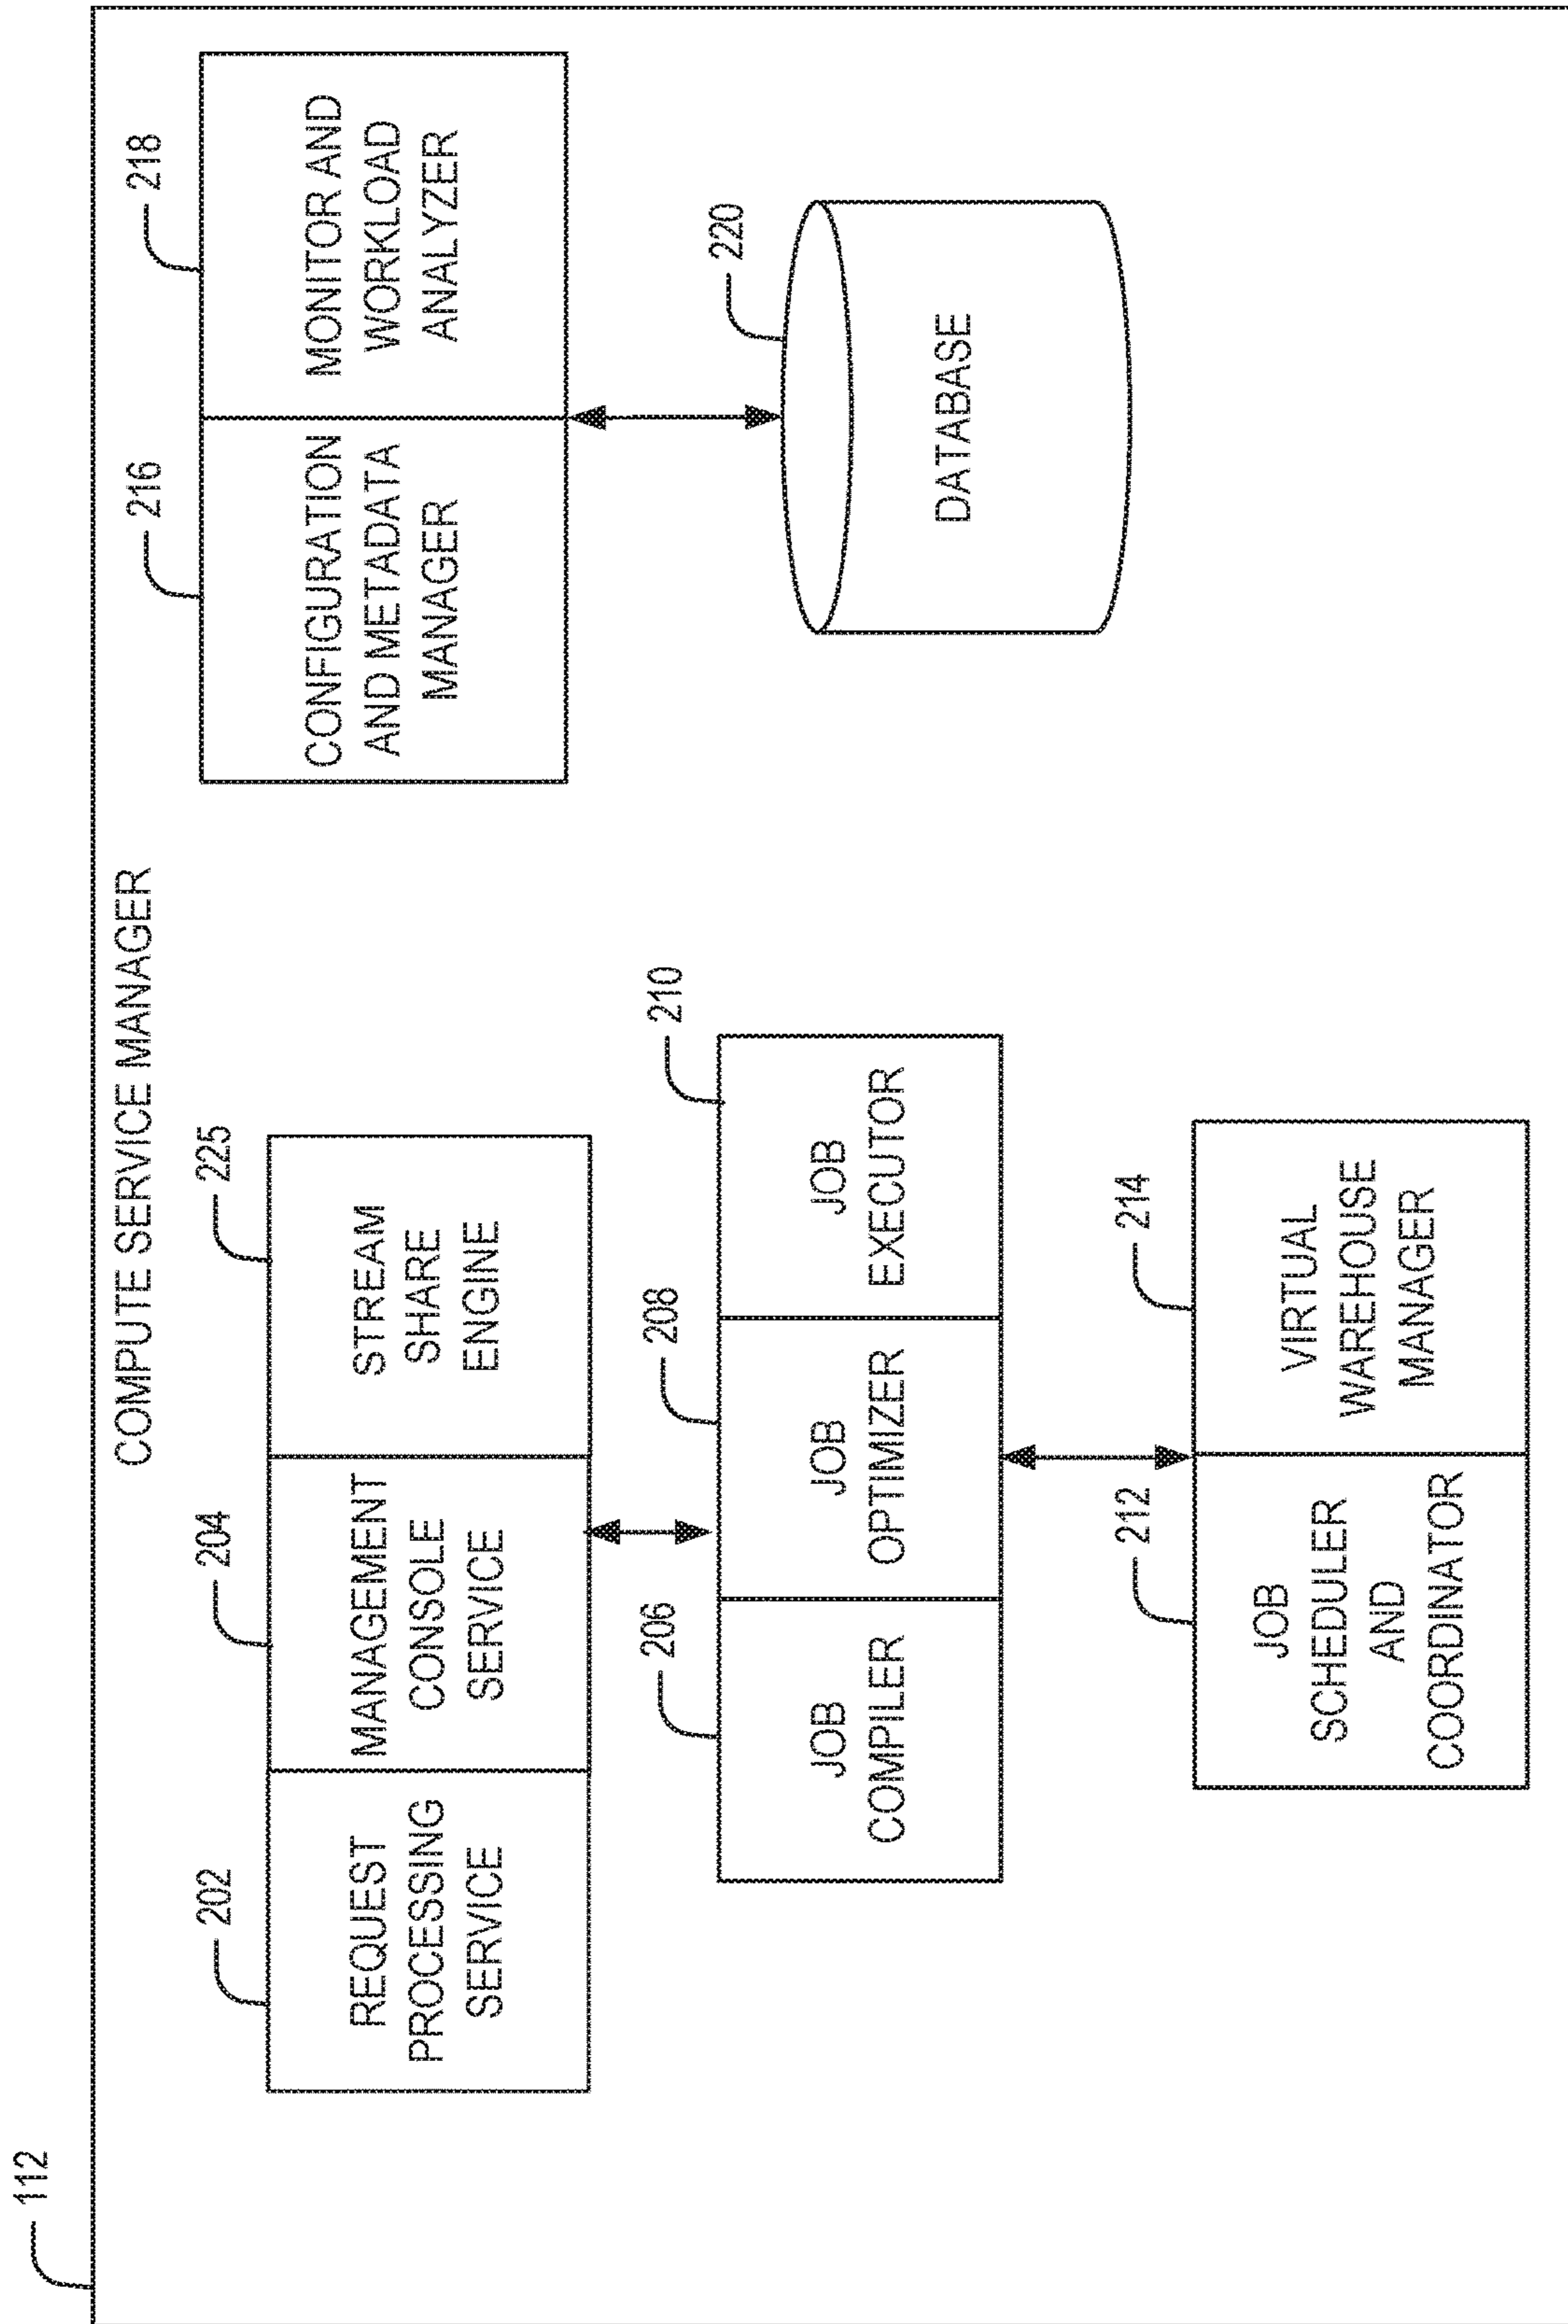 112
COMPUTE SERVICE MANAGER
202
REQUEST
PROCESSING
SERVICE
204
MANAGEMENT
CONSOLE
SERVICE
225
STREAM
SHARE
ENGINE
206
JOB
COMPILER
208
JOB
OPTIMIZER
210
JOB
EXECUTOR
212
JOB
SCHEDULER
AND
COORDINATOR
214
VIRTUAL
WAREHOUSE
MANAGER
216
CONFIGURATION
AND METADATA
MANAGER
218
MONITOR AND
WORKLOAD
ANALYZER
220
DATABASE